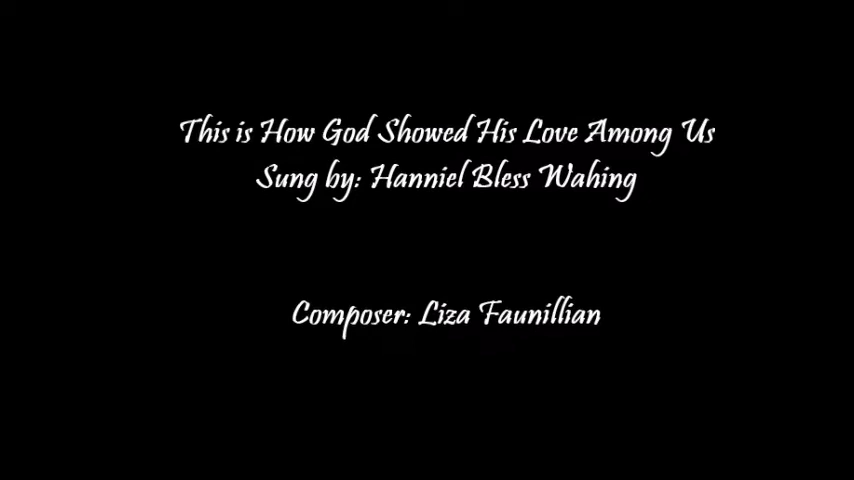 This is How God Showed His Love Among Us
Sung by: Hanniel Bless Wahing
Composer: Liza Faunillian